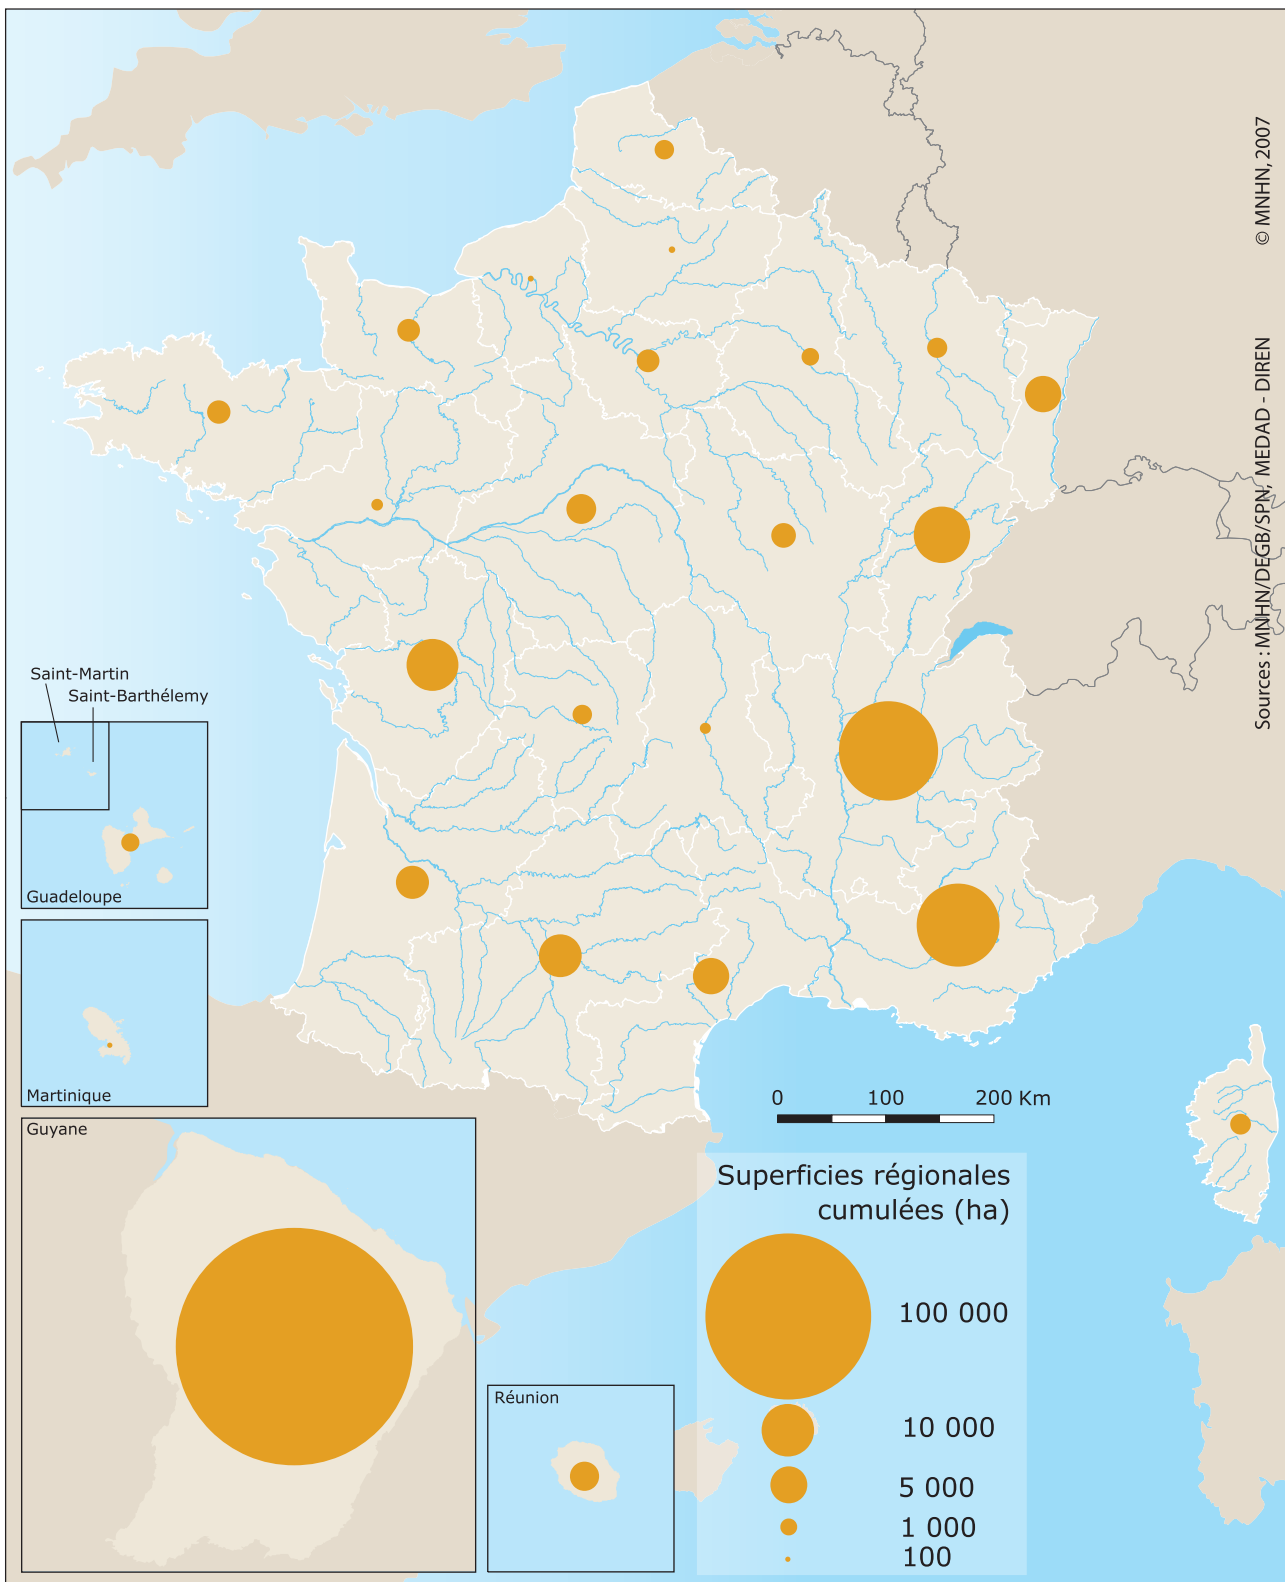 © MNHN, 2007
Sources : MNHN/DEGB/SPN, MEDAD - DIREN
Saint-Martin
Saint-Barthélemy
Guadeloupe
Martinique
Guyane
Réunion
0 100 200 Km
Superficies régionales
cumulées (ha)
100 000
10 000
5 000
1 000
100